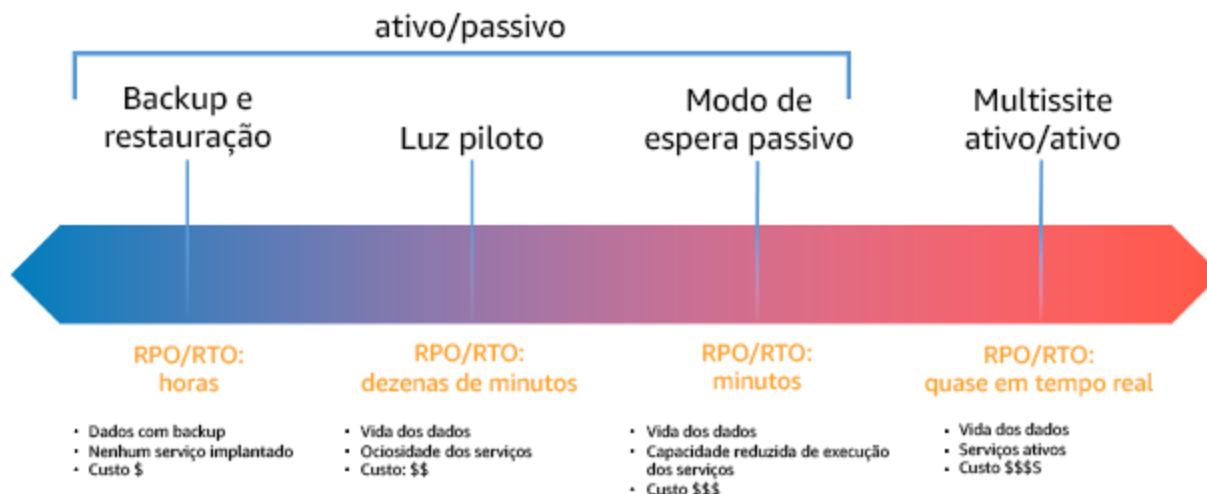 ativo/passivo
Backup e
restauração
Luz piloto
Modo de
espera passivo
Multissite
ativo/ativo
RPO/RTO:
horas
RPO/RTO:
dezenas de minutos
RPO/RTO:
minutos
RPO/RTO:
quase em tempo real
• Dados com backup
• Nenhum serviço implantado
• Custo $
• Vida dos dados
• Ociosidade dos serviços
• Custo: $$
• Vida dos dados
• Capacidade reduzida de execução
dos serviços
• Custo $$$
• Vida dos dados
• Serviços ativos
• Custo $$$S